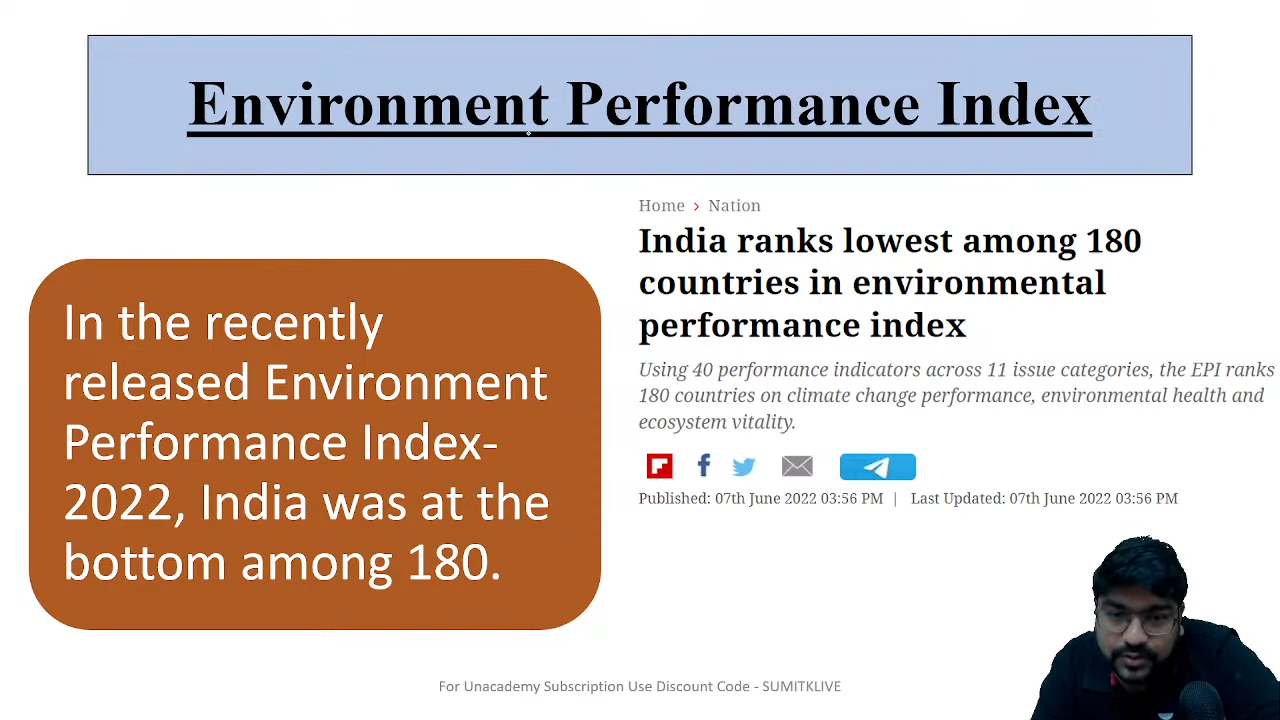 Environment Performance Index
In the recently
released Environment
Performance Index-
2022, India was at the
bottom among 180.
Home › Nation
India ranks lowest among 180
countries in environmental
performance index
Using 40 performance indicators across 11 issue categories, the EPI ranks
180 countries on climate change performance, environmental health and
ecosystem vitality.
Published: 07th June 2022 03:56 PM | Last Updated: 07th June 2022 03:56 PM
For Unacademy Subscription Use Discount Code - SUMITKLIVE